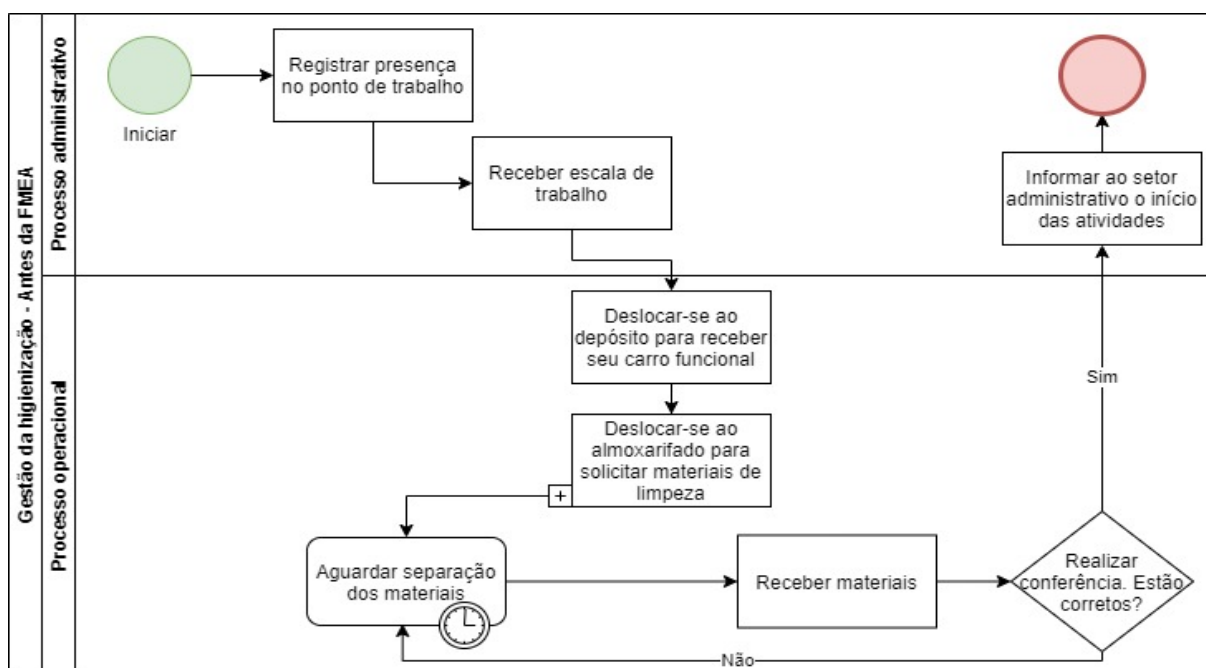 Gestão da higienização - Antes da FMEA
Processo administrativo
Iniciar
Registrar presença
no ponto de trabalho
Receber escala de
trabalho
Informar ao setor
administrativo o início
das atividades
Processo operacional
Deslocar-se ao
depósito para receber
seu carro funcional
Deslocar-se ao
almoxarifado para
solicitar materiais de
limpeza
+
Aguardar separação
dos materiais
Receber materiais
Realizar
conferência. Estão
corretos?
Sim
Não